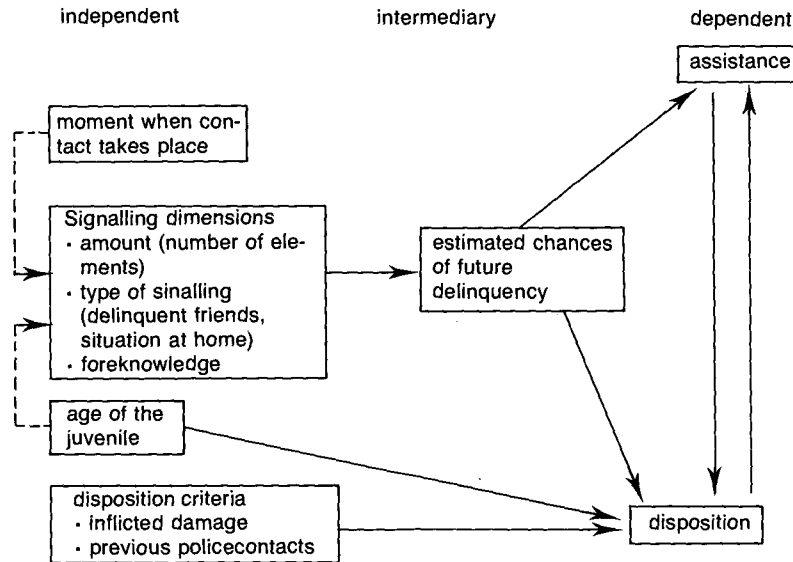 independent
intermediary
dependent
assistance
moment when con-
tact takes place
Signalling dimensions
· amount (number of ele-
ments)
· type of sinalling
(delinquent friends,
situation at home)
· foreknowledge
estimated chances
of future
delinquency
age of the
juvenile
disposition criteria
· inflicted damage
· previous policecontacts
disposition